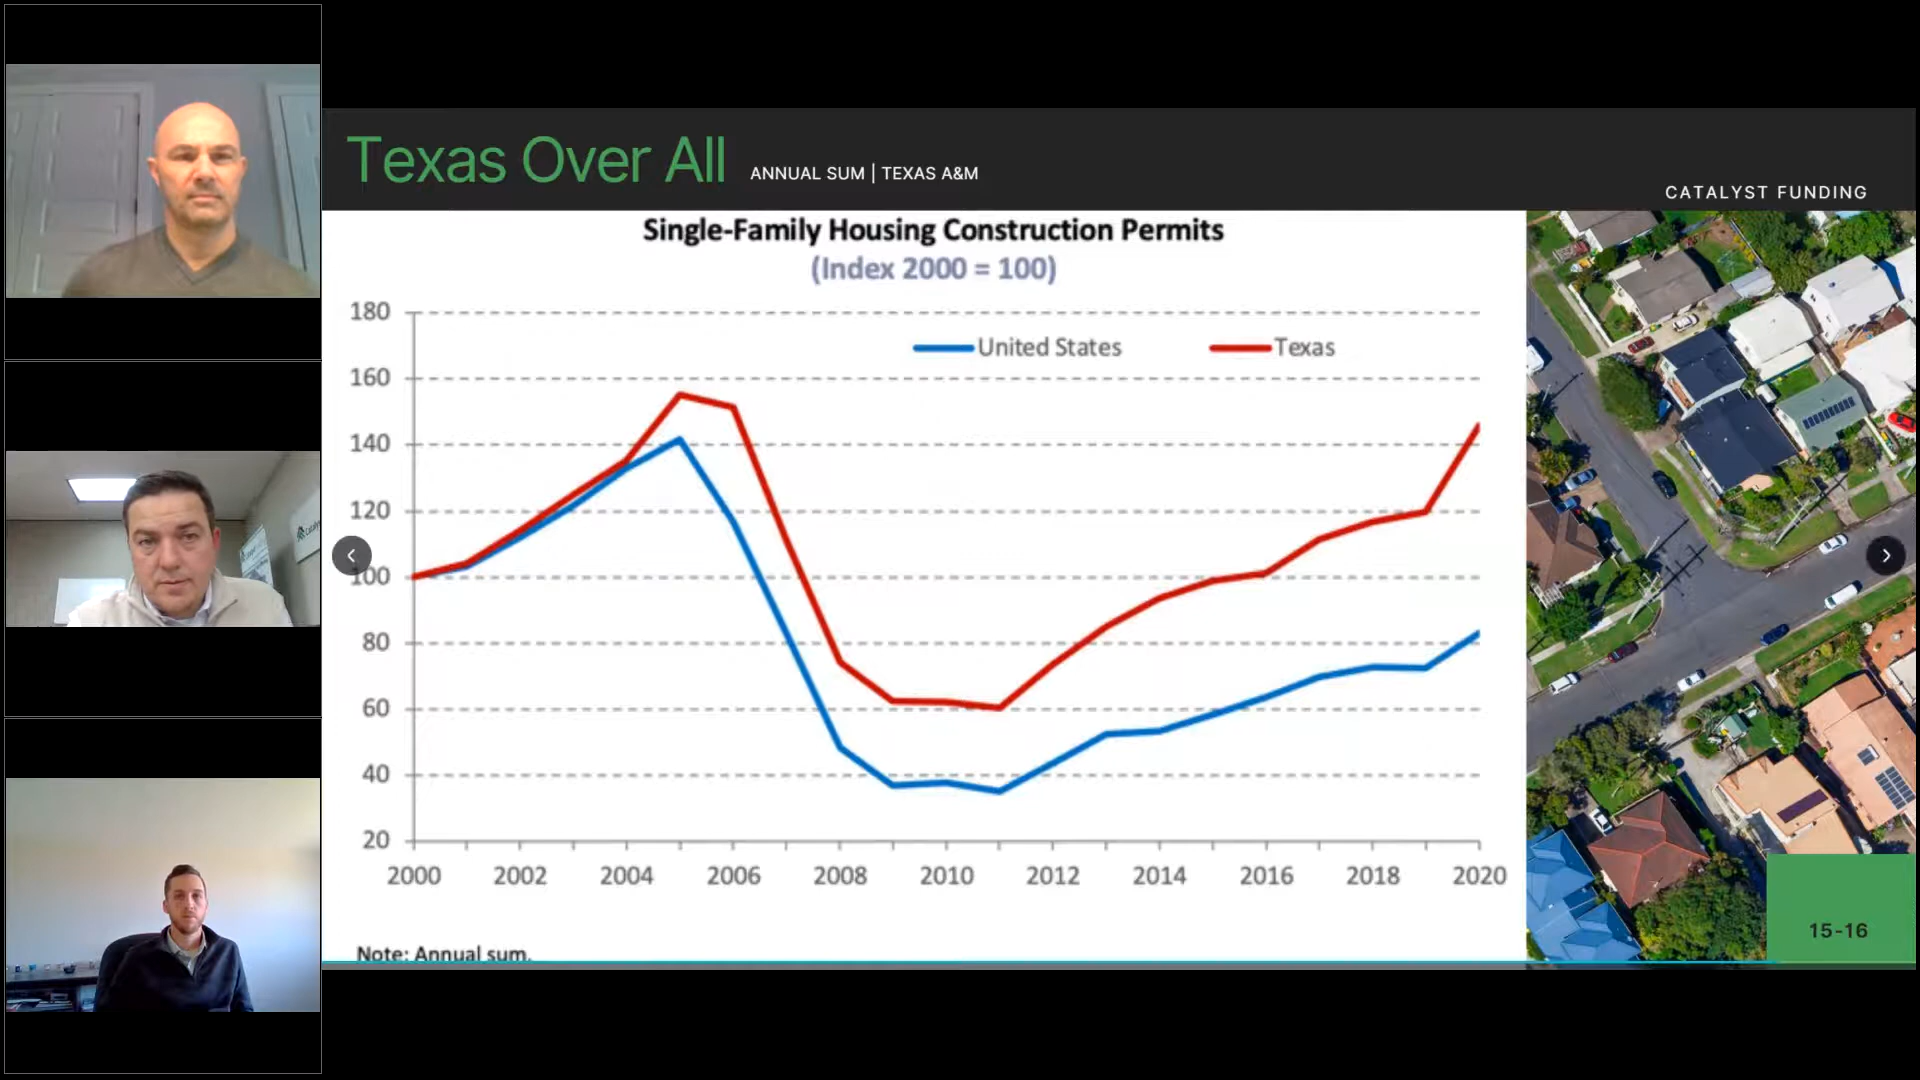 Texas Over All
ANNUAL SUM | TEXAS A&M
CATALYST FUNDING
Single-Family Housing Construction Permits
(Index 2000 = 100)
180
United States
Texas
160
140
120
100
80
60
40
20
2000 2002 2004 2006 2008 2010 2012 2014 2016 2018 2020
15-16
Note: Annual sum.